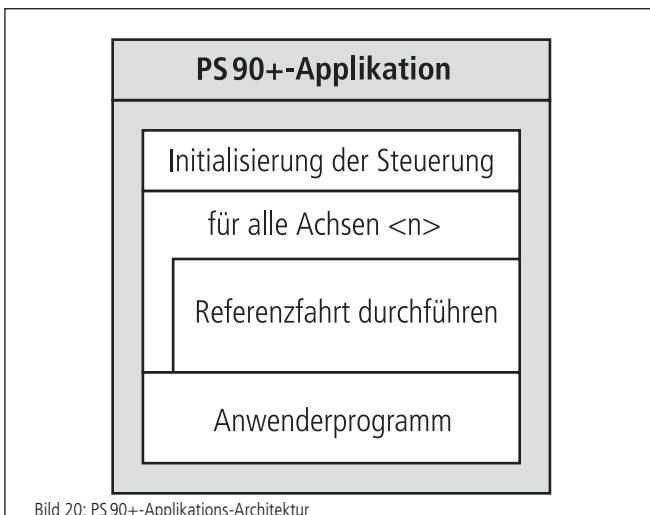 PS 90+-Applikation
Initialisierung der Steuerung
für alle Achsen <n>
Referenzfahrt durchführen
Anwenderprogramm
Bild 20: PS 90+-Applikations-Architektur